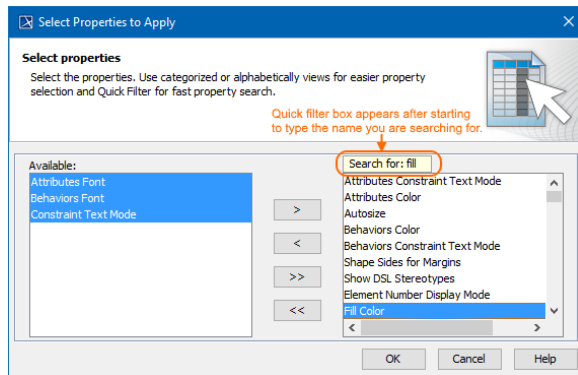 Select Properties to Apply
Select properties
Select the properties. Use categorized or alphabetically views for easier property
selection and Quick Filter for fast property search.
Quick filter box appears after starting
to type the name you are searching for.
Available:
Attributes Font
Behaviors Font
Constraint Text Mode
>
<
>>
<<
Search for: fill
Attributes Constraint Text Mode
Attributes Color
Autosize
Behaviors Color
Behaviors Constraint Text Mode
Shape Sides for Margins
Show DSL Stereotypes
Element Number Display Mode
Fill Color
OK
Cancel
Help